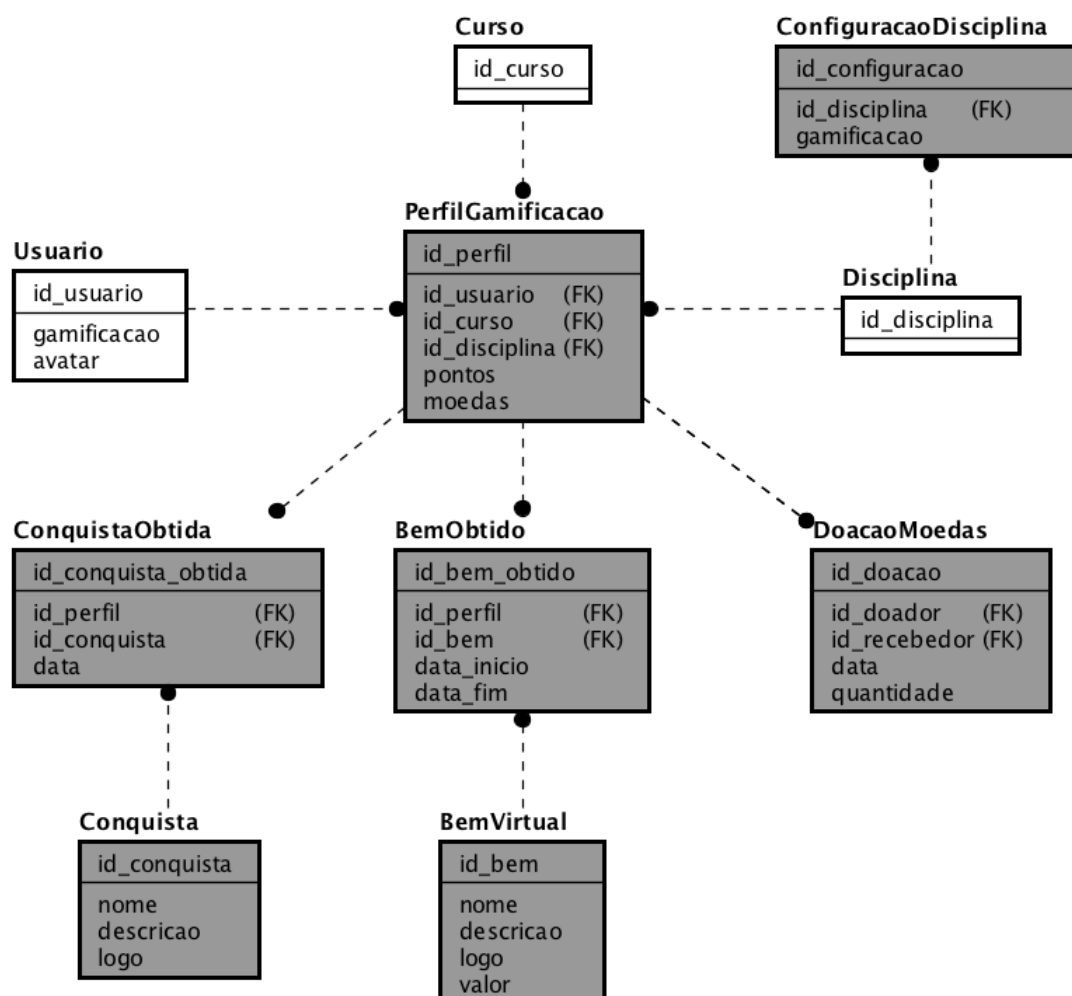 Curso
id_curso
ConfiguracaoDisciplina
id_configuracao
id_disciplina (FK)
gamificacao
PerfilGamificacao
id_perfil
id_usuario (FK)
id_curso (FK)
id_disciplina (FK)
pontos
moedas
Usuario
id_usuario
gamificacao
avatar
Disciplina
id_disciplina
ConquistaObtida
id_conquista_obtida
id_perfil (FK)
id_conquista (FK)
data
BemObtido
id_bem_obtido
id_perfil (FK)
id_bem (FK)
data_inicio
data_fim
DoacaoMoedas
id_doacao
id_doador (FK)
id_recebedor (FK)
data
quantidade
Conquista
id_conquista
nome
descricao
logo
BemVirtual
id_bem
nome
descricao
logo
valor